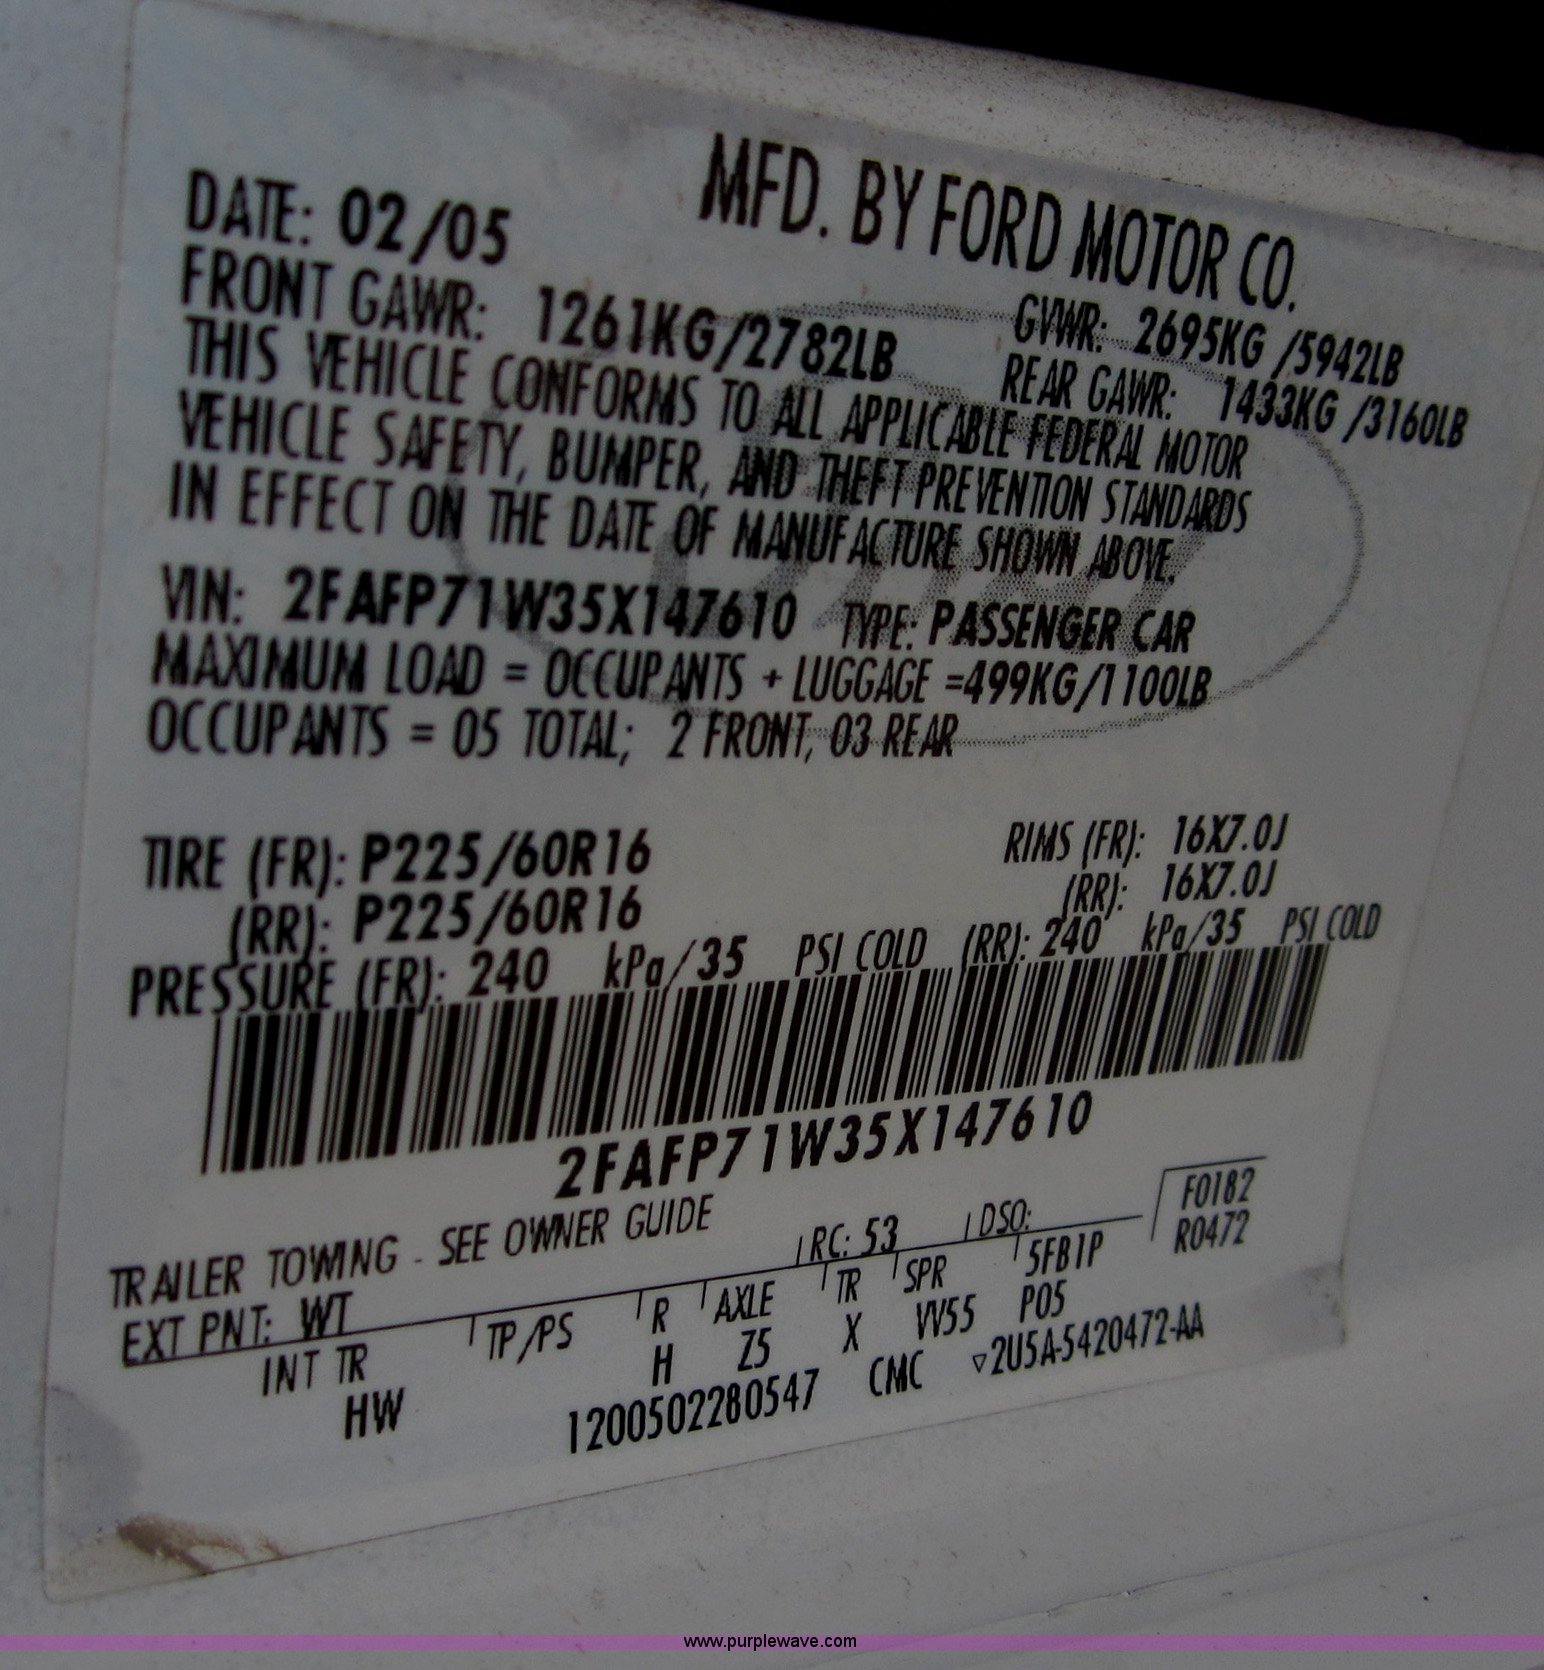 MFD. BY FORD MOTOR CO.
DATE: 02/05
GVWR: 2695KG /5942LB
FRONT GAWR: 1261KG/2782LB
REAR GAWR: 1433KG /3160LB
THIS VEHICLE CONFORMS TO ALL APPLICABLE FEDERAL MOTOR
VEHICLE SAFETY, BUMPER, AND THEFT PREVENTION STANDARDS
IN EFFECT ON THE DATE OF MANUFACTURE SHOWN ABOVE.
VIN: 2FAFP71W35X147610 TYPE: PASSENGER CAR
MAXIMUM LOAD = OCCUPANTS + LUGGAGE =499KG/1100LB
OCCUPANTS = 05 TOTAL; 2 FRONT, 03 REAR
TIRE (FR): P225/60R16 RIMS (FR): 16X7.0J
(RR): P225/60R16 (RR): 16X7.0J
PRESSURE (FR): 240 kPa/35 PSI COLD (RR): 240 kPa/35 PSI COLD
2FAFP71W35X147610
TRAILER TOWING - SEE OWNER GUIDE
F0182
EXT PNT: WT RC: 53 DSO: R0472
INT TR TP/PS R AXLE TR SPR 5FB1P
HW H Z5 X VV55 P05
1200502280547 CMC ▽2U5A-5420472-AA
www.purplewave.com